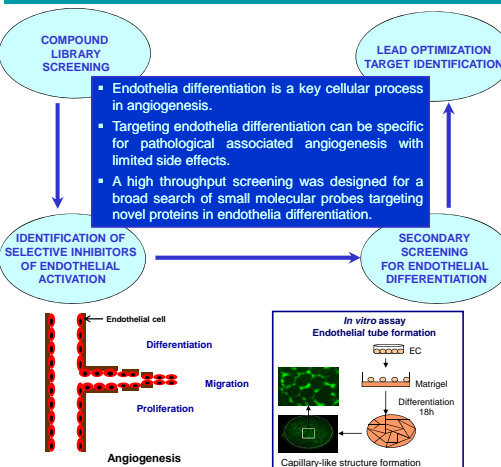 COMPOUND
LIBRARY
SCREENING
LEAD OPTIMIZATION
TARGET IDENTIFICATION
▪ Endothelia differentiation is a key cellular process
in angiogenesis.
▪ Targeting endothelia differentiation can be specific
for pathological associated angiogenesis with
limited side effects.
▪ A high throughput screening was designed for a
broad search of small molecular probes targeting
novel proteins in endothelia differentiation.
IDENTIFICATION OF
SELECTIVE INHIBITORS
OF ENDOTHELIAL
ACTIVATION
SECONDARY
SCREENING
FOR ENDOTHELIAL
DIFFERENTIATION
Endothelial cell
Differentiation
Migration
Proliferation
Angiogenesis
In vitro assay
Endothelial tube formation
EC
Matrigel
Differentiation
18h
Capillary-like structure formation